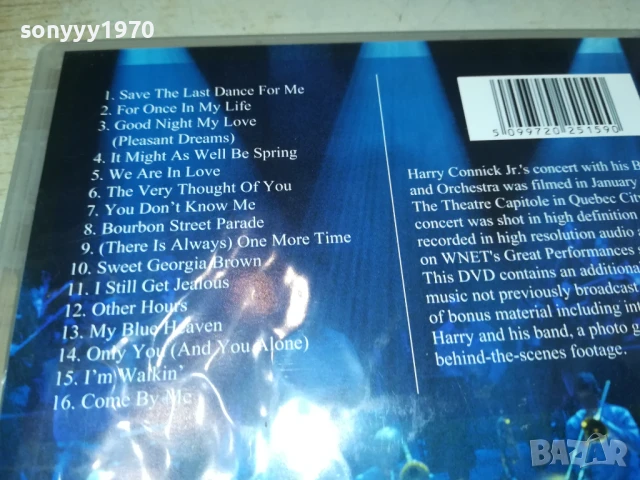 sonyyy1970
1. Save The Last Dance For Me
2. For Once In My Life
3. Good Night My Love
(Pleasant Dreams)
4. It Might As Well Be Spring
5. We Are In Love
6. The Very Thought Of You
7. You Don't Know Me
8. Bourbon Street Parade
9. (There Is Always) One More Time
10. Sweet Georgia Brown
11. I Still Get Jealous
12. Other Hours
13. My Blue Heaven
14. Only You (And You Alone)
15. I'm Walkin'
16. Come By Me
5 099720 251590
Harry Connick Jr.'s concert with his B
and Orchestra was filmed in January
The Theatre Capitole in Quebec City
concert was shot in high definition
recorded in high resolution audio a
on WNET's Great Performances
This DVD contains an addition
music not previously broadcast
of bonus material including int
Harry and his band, a photo g
behind-the-scenes footage.
BAZAR